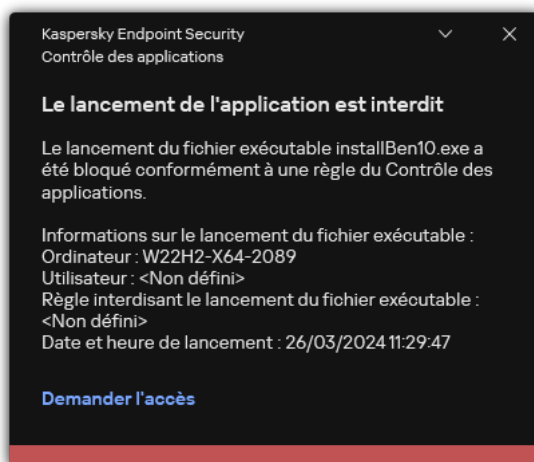 Kaspersky Endpoint Security
Contrôle des applications
Le lancement de l'application est interdit
Le lancement du fichier exécutable installBen10.exe a
été bloqué conformément à une règle du Contrôle des
applications.
Informations sur le lancement du fichier exécutable :
Ordinateur : W22H2-X64-2089
Utilisateur : <Non défini>
Règle interdisant le lancement du fichier exécutable :
<Non défini>
Date et heure de lancement : 26/03/2024 11:29:47
Demander l'accès